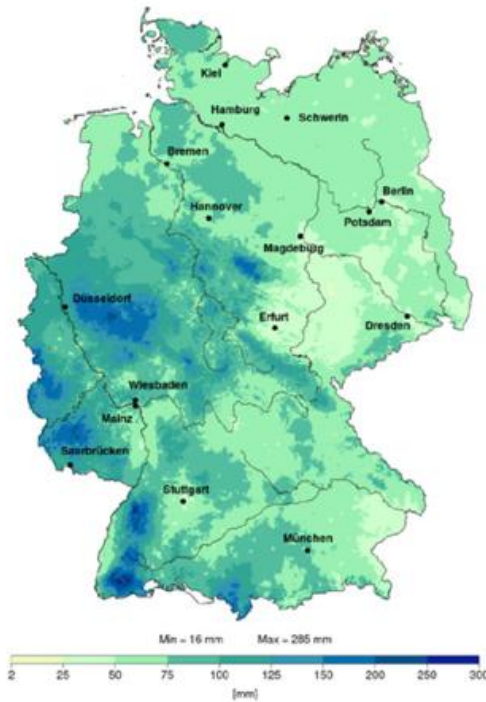 Kiel
Hamburg
Schwerin
Bremen
Berlin
Hannover
Potsdam
Magdeburg
Düsseldorf
Erfurt
Dresden
Wiesbaden
Mainz
Saarbrücken
Stuttgart
München
Min = 16 mm Max = 285 mm
2 25 50 60 75 100 125 150 200 250 300
[mm]